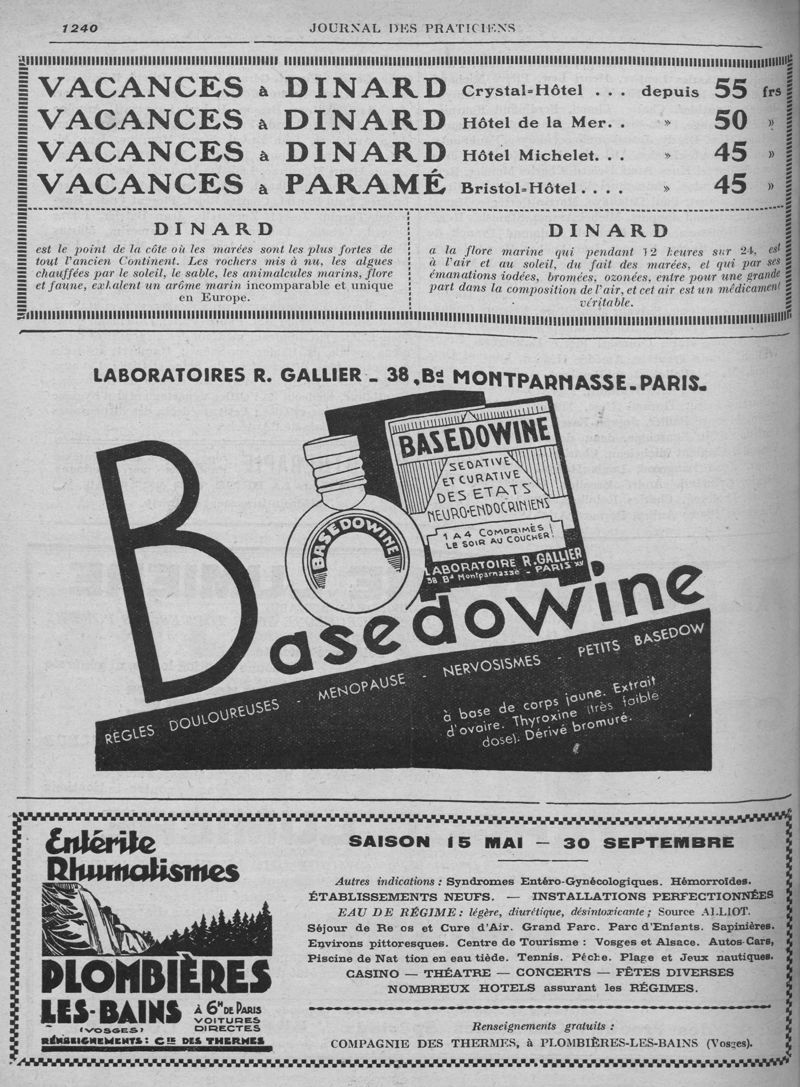 1240
JOURNAL DES PRATICIENS
VACANCES à DINARD Crystal-Hôtel . . . depuis 55 frs
VACANCES à DINARD Hôtel de la Mer. . » 50 »
VACANCES à DINARD Hôtel Michelet. . . » 45 »
VACANCES à PARAMÉ Bristol-Hôtel . . . . » 45 »
DINARD
est le point de la côte où les marées sont les plus fortes de
tout l'ancien Continent. Les rochers mis à nu, les algues
chauffées par le soleil, le sable, les animalcules marins, flore
et faune, exhalent un arôme marin incomparable et unique
en Europe.
DINARD
a la flore marine qui pendant 12 heures sur 24, est
à l'air et au soleil, du fait des marées, et qui par ses
émanations iodées, bromées, ozonées, entre pour une grande
part dans la composition de l'air, et cet air est un médicament
véritable.
LABORATOIRES R. GALLIER _ 38, Bd MONTPARNASSE_PARIS_
BASEDOWINE
SEDATIVE
ET CURATIVE
DES ETATS
NEURO-ENDOCRINIENS
1 A 4 COMPRIMÉS
LE SOIR AU COUCHER!
LABORATOIRE R. GALLIER
38 Bd Montparnasse - PARIS XV
BASEDOWINE
Basedowine
RÈGLES DOULOUREUSES - MENOPAUSE - NERVOSISMES - PETITS BASEDOW
à base de corps jaune. Extrait
d'ovaire. Thyroxine (très faible
dose). Dérivé bromuré.
Entérite
Rhumatismes
PLOMBIÈRES
LES-BAINS
(VOSGES)
À 6H DE PARIS
VOITURES
DIRECTES
RENSEIGNEMENTS: CIE DES THERMES
SAISON 15 MAI — 30 SEPTEMBRE
Autres indications : Syndromes Entéro-Gynécologiques. Hémorroïdes.
ÉTABLISSEMENTS NEUFS. — INSTALLATIONS PERFECTIONNÉES
EAU DE RÉGIME : légère, diurétique, désintoxicante ; Source ALLIOT.
Séjour de Re os et Cure d'Air. Grand Parc. Parc d'Enfants. Sapinières.
Environs pittoresques. Centre de Tourisme : Vosges et Alsace. Autos-Cars,
Piscine de Nat tion en eau tiède. Tennis. Pêche. Plage et Jeux nautiques.
CASINO — THÉATRE — CONCERTS — FÊTES DIVERSES
NOMBREUX HOTELS assurant les RÉGIMES.
Renseignements gratuits :
COMPAGNIE DES THERMES, à PLOMBIÈRES-LES-BAINS (Vosges).